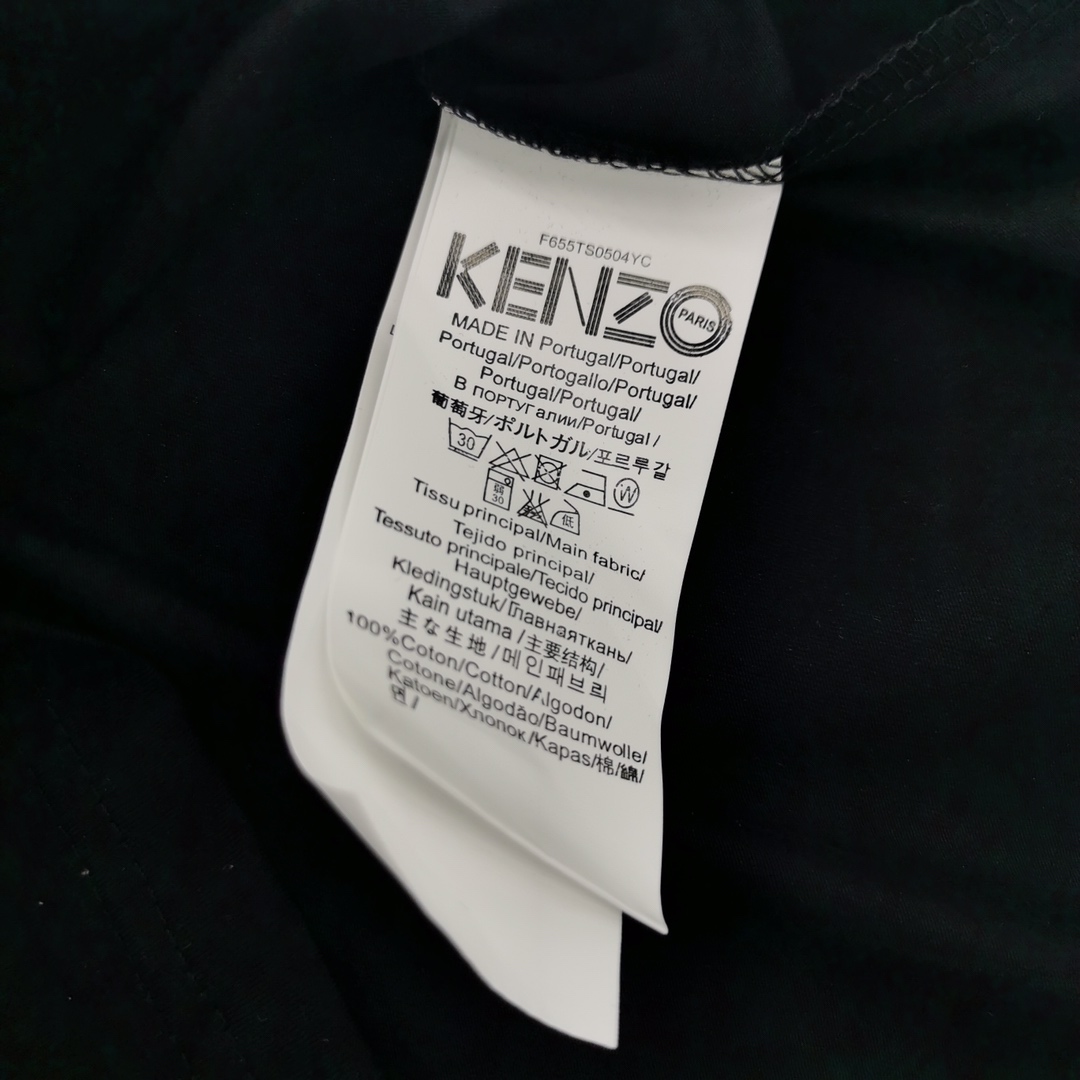 F655TS0504YC
KENZO
PARIS
MADE IN Portugal/Portugal/
Portugal/Portogallo/Portugal/
Portugal/Portugal/
В ПОРТУГалии/Portugal /
葡萄牙/ポルトガル/포르투갈
30
W
弱
30
低
Tissu principal/Main fabric/
Tejido principal/
Tessuto principale/Tecido principal/
Hauptgewebe/
Kledingstuk/Главнаяткань/
Kain utama /主要结构/
主な生地 /메인패브릭
100%Coton/Cotton/Algodon/
Cotone/Algodão/Baumwolle/
Katoen/Хлопок/Kapas/棉/綿/
면 /